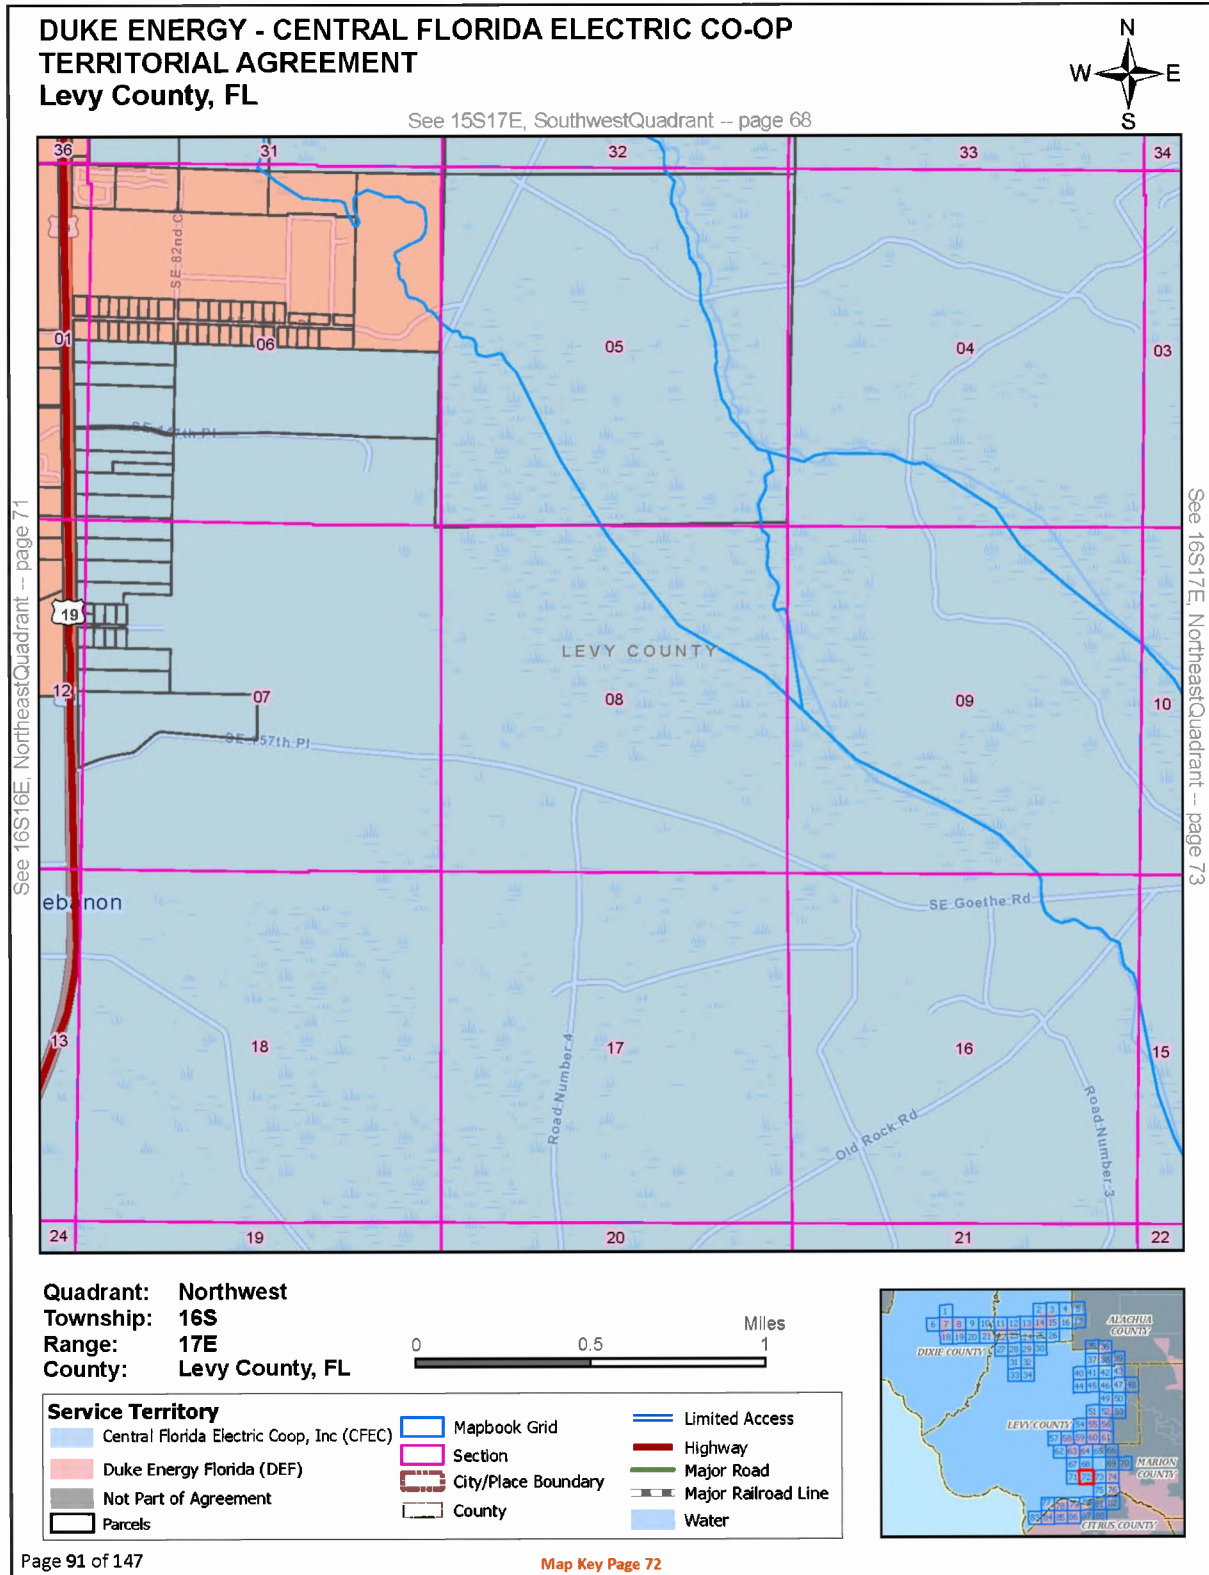 DUKE ENERGY - CENTRAL FLORIDA ELECTRIC CO-OP
TERRITORIAL AGREEMENT
Levy County, FL
N
W E
S
See 15S17E, SouthwestQuadrant -- page 68
36 31 32 33 34
SE 82nd Ct
01 06 05 04 03
SE 147th Pl
See 16S16E, NortheastQuadrant -- page 71
See 16S17E, NortheastQuadrant -- page 73
19
LEVY COUNTY
12 07 08 09 10
SE 157th Pl
ebanon
SE Goethe Rd
13 18 17 16 15
Road Number 4
Old Rock Rd
Road Number 3
24 19 20 21 22
Quadrant: Northwest
Township: 16S
Range: 17E
County: Levy County, FL
Miles
0 0.5 1
Service Territory
Central Florida Electric Coop, Inc (CFEC)
Duke Energy Florida (DEF)
Not Part of Agreement
Parcels
Mapbook Grid
Section
City/Place Boundary
County
Limited Access
Highway
Major Road
Major Railroad Line
Water
ALACHUA COUNTY
DIXIE COUNTY
LEVY COUNTY
MARION COUNTY
CITRUS COUNTY
Page 91 of 147
Map Key Page 72